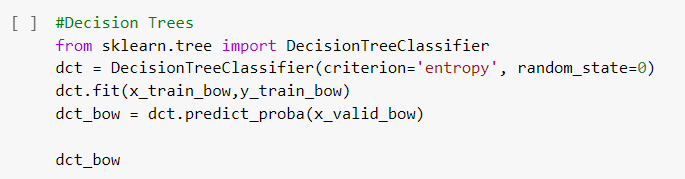 [ ] #Decision Trees
from sklearn.tree import DecisionTreeClassifier
dct = DecisionTreeClassifier(criterion='entropy', random_state=0)
dct.fit(x_train_bow,y_train_bow)
dct_bow = dct.predict_proba(x_valid_bow)
dct_bow